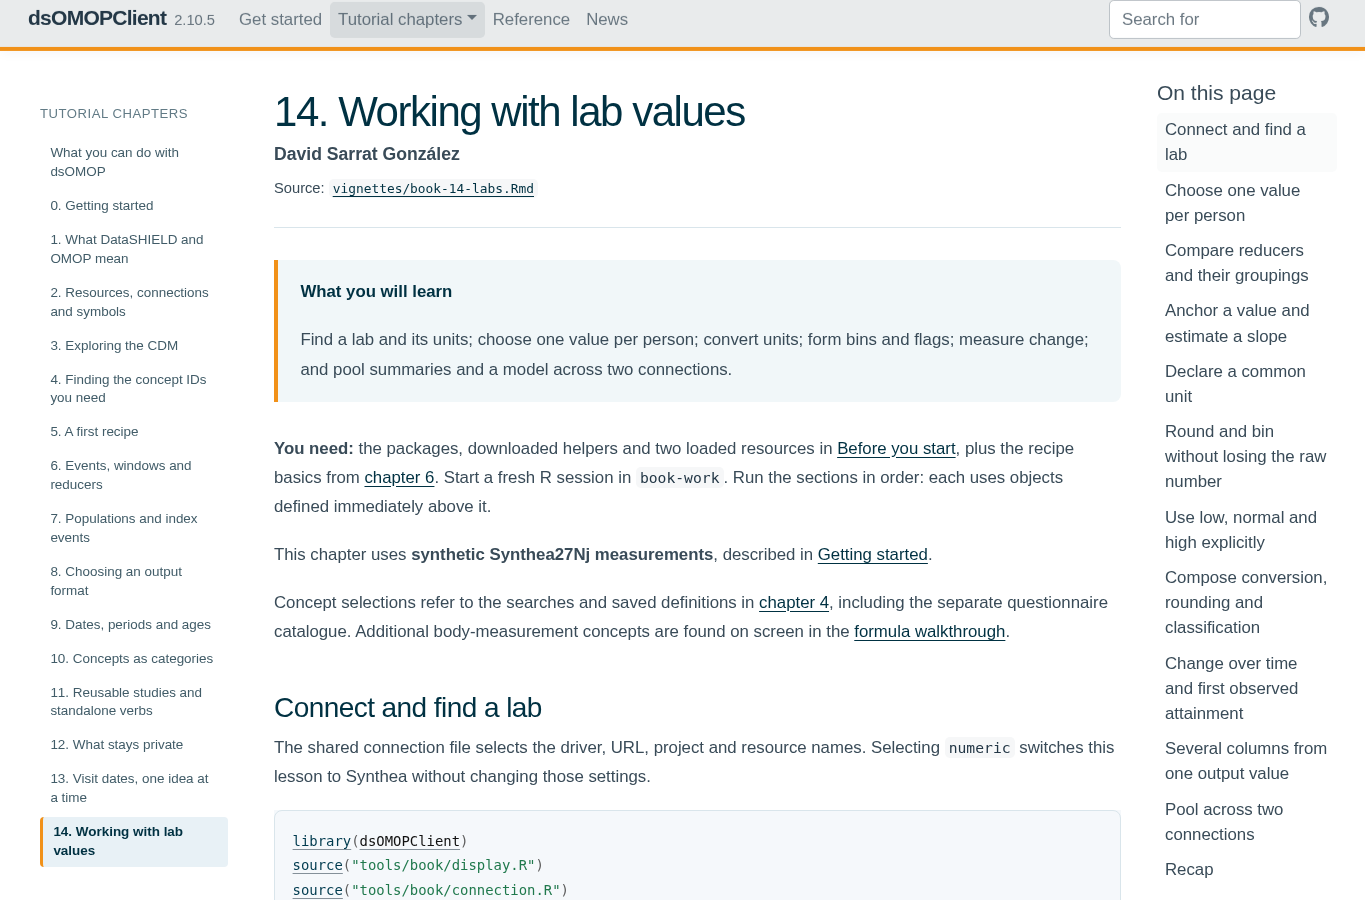 dsOMOPClient 2.10.5 Get started Tutorial chapters Reference News Search for
TUTORIAL CHAPTERS
What you can do with
dsOMOP
0. Getting started
1. What DataSHIELD and
OMOP mean
2. Resources, connections
and symbols
3. Exploring the CDM
4. Finding the concept IDs
you need
5. A first recipe
6. Events, windows and
reducers
7. Populations and index
events
8. Choosing an output
format
9. Dates, periods and ages
10. Concepts as categories
11. Reusable studies and
standalone verbs
12. What stays private
13. Visit dates, one idea at
a time
14. Working with lab
values
14. Working with lab values
David Sarrat González
Source: vignettes/book-14-labs.Rmd
What you will learn
Find a lab and its units; choose one value per person; convert units; form bins and flags; measure change;
and pool summaries and a model across two connections.
You need: the packages, downloaded helpers and two loaded resources in Before you start, plus the recipe
basics from chapter 6. Start a fresh R session in book-work. Run the sections in order: each uses objects
defined immediately above it.
This chapter uses synthetic Synthea27Nj measurements, described in Getting started.
Concept selections refer to the searches and saved definitions in chapter 4, including the separate questionnaire
catalogue. Additional body-measurement concepts are found on screen in the formula walkthrough.
Connect and find a lab
The shared connection file selects the driver, URL, project and resource names. Selecting numeric switches this
lesson to Synthea without changing those settings.
library(dsOMOPClient)
source("tools/book/display.R")
source("tools/book/connection.R")
On this page
Connect and find a
lab
Choose one value
per person
Compare reducers
and their groupings
Anchor a value and
estimate a slope
Declare a common
unit
Round and bin
without losing the raw
number
Use low, normal and
high explicitly
Compose conversion,
rounding and
classification
Change over time
and first observed
attainment
Several columns from
one output value
Pool across two
connections
Recap